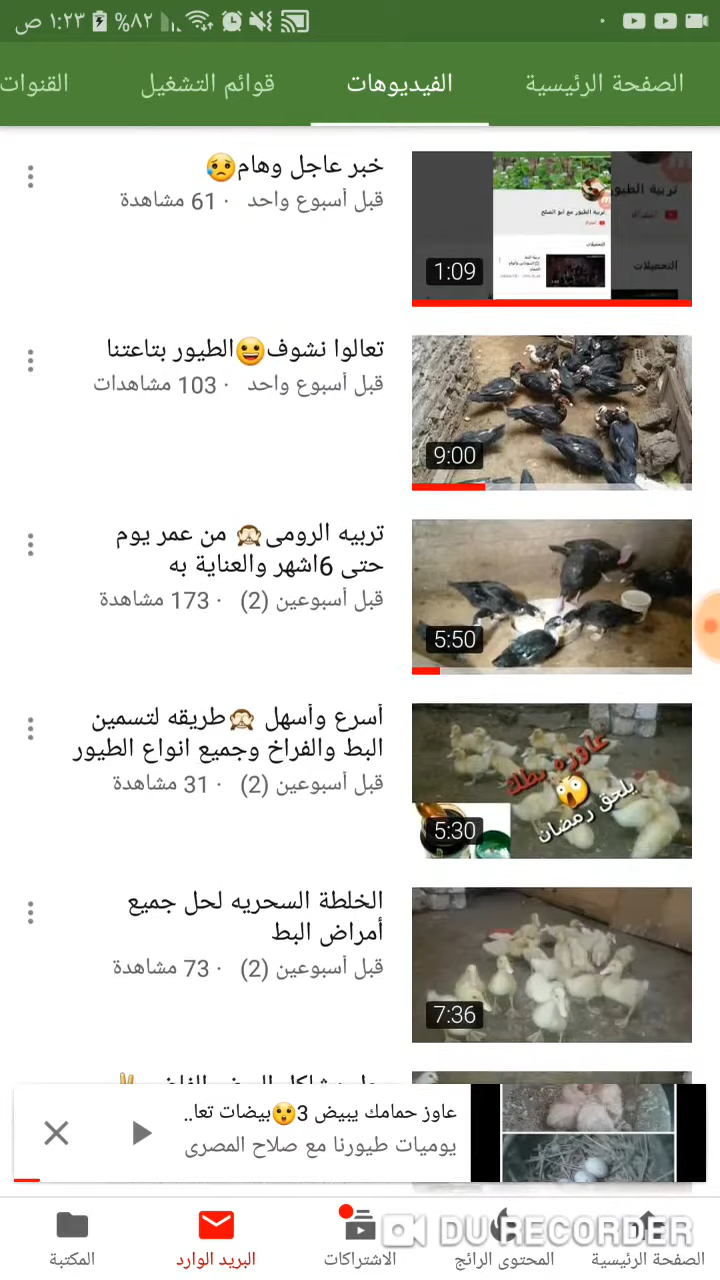 ١:٢٣ ص ٨٢%
الصفحة الرئيسية
الفيديوهات
قوائم التشغيل
القنوات
خبر عاجل وهام😢
قبل أسبوع واحد · 61 مشاهدة
تربية الطيور مع ابو الصلح
1:09
تعالوا نشوف😀الطيور بتاعتنا
قبل أسبوع واحد · 103 مشاهدات
9:00
تربيه الرومى🙈 من عمر يوم
حتى 6اشهر والعناية به
قبل أسبوعين (2) · 173 مشاهدة
5:50
أسرع وأسهل 🙈طريقه لتسمين
البط والفراخ وجميع انواع الطيور
قبل أسبوعين (2) · 31 مشاهدة
عاوزه بطك
يلحق رمضان
5:30
الخلطة السحريه لحل جميع
أمراض البط
قبل أسبوعين (2) · 73 مشاهدة
7:36
عاوز حمامك يبيض 3😲بيضات تعا..
يوميات طيورنا مع صلاح المصرى
DU RECORDER
الصفحة الرئيسية
المحتوى الرائج
الاشتراكات
البريد الوارد
المكتبة